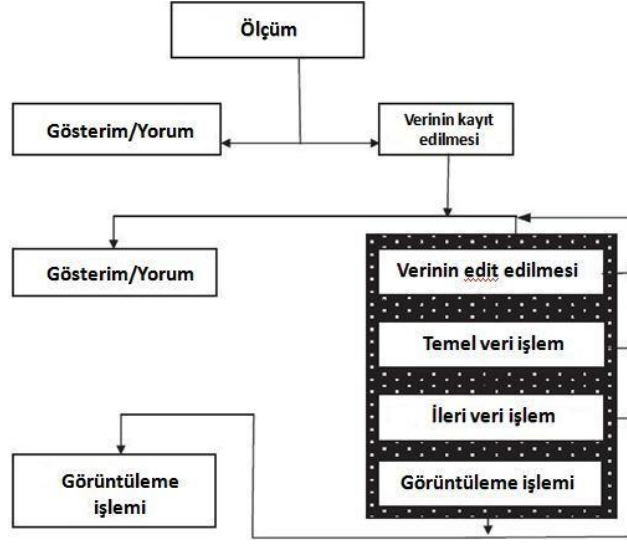 Ölçüm
Gösterim/Yorum
Verinin kayıt
edilmesi
Gösterim/Yorum
Verinin edit edilmesi
Temel veri işlem
İleri veri işlem
Görüntüleme
işlemi
Görüntüleme işlemi